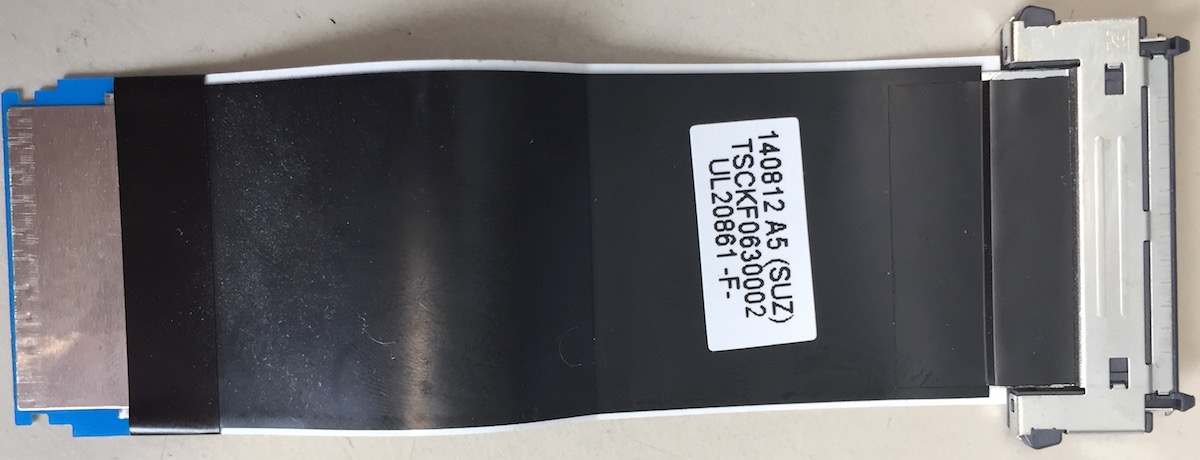 140812 A5 (SUZ)
TSCKF0630002
UL20861 -F-